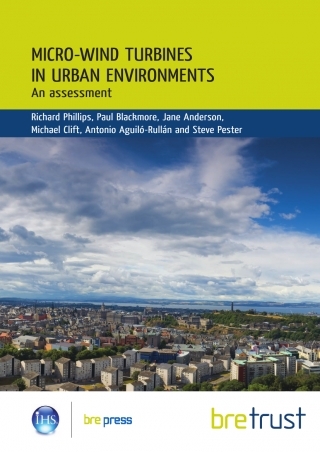 MICRO-WIND TURBINES
IN URBAN ENVIRONMENTS
An assessment
Richard Phillips, Paul Blackmore, Jane Anderson,
Michael Clift, Antonio Aguiló-Rullán and Steve Pester
IHS
bre press
bretrust